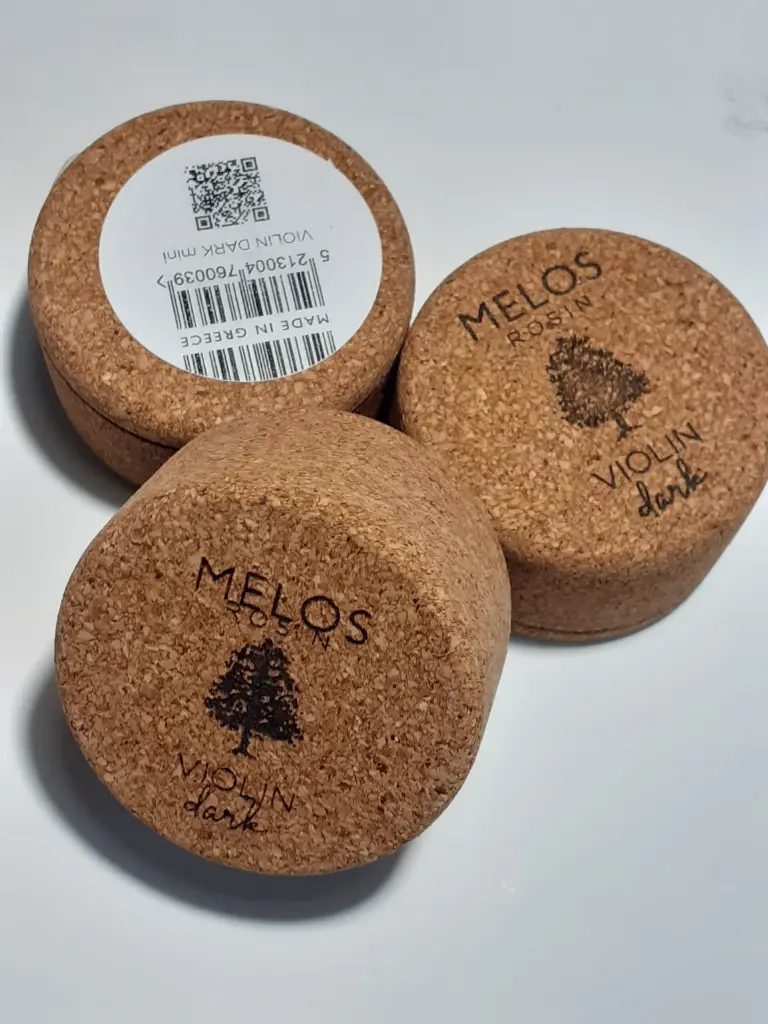 VIOLIN DARK mini
5 213004 760039 >
MADE IN GREECE
MELOS
ROSIN
VIOLIN
dark
MELOS
ROSIN
VIOLIN
dark